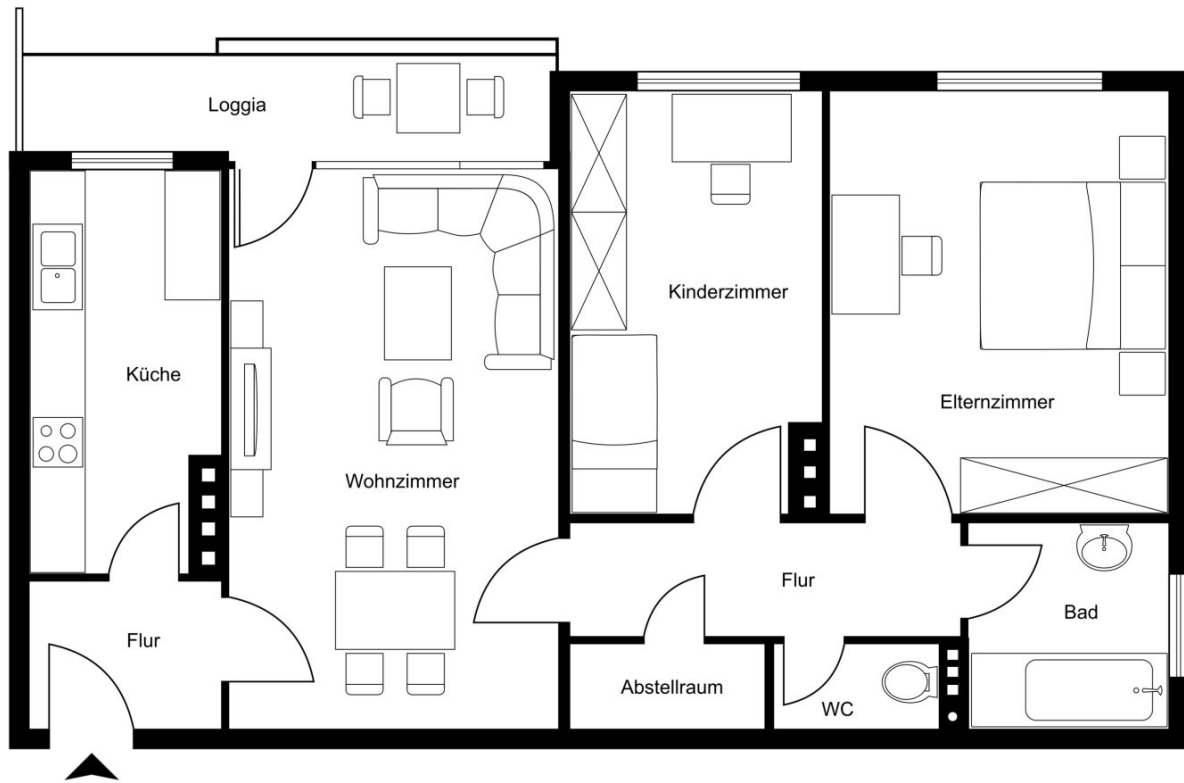 Loggia
Kinderzimmer
Küche
Elternzimmer
Wohnzimmer
Flur
Bad
Flur
Abstellraum
WC